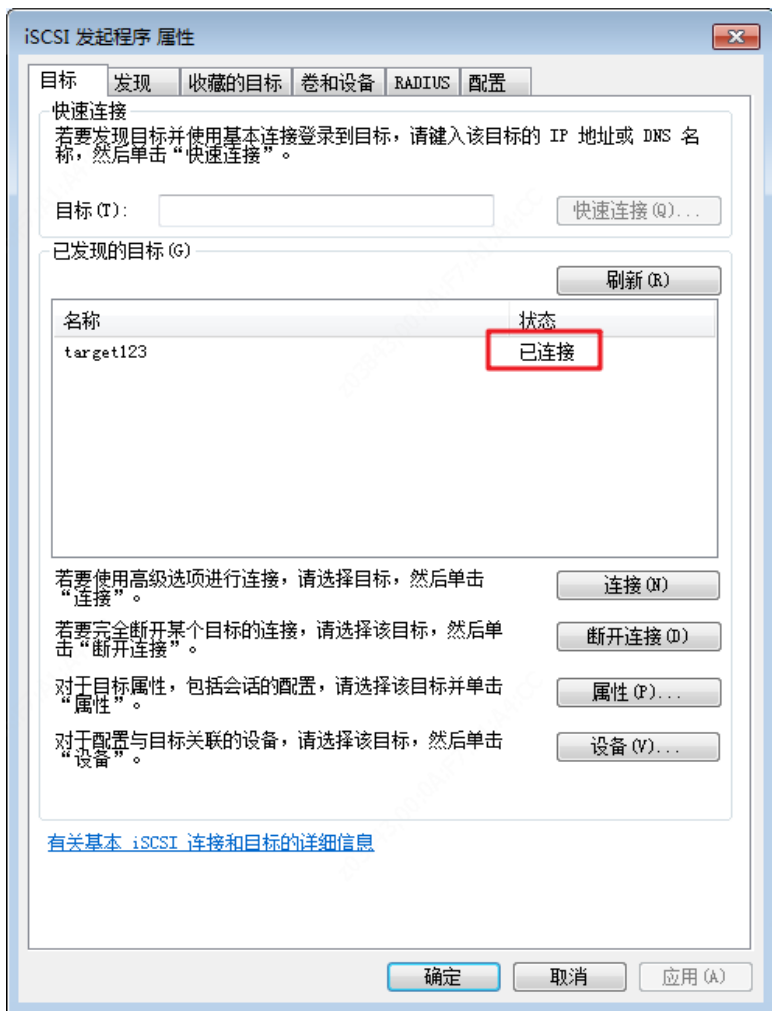 iSCSI 发起程序 属性
目标 发现 收藏的目标 卷和设备 RADIUS 配置
快速连接
若要发现目标并使用基本连接登录到目标，请键入该目标的 IP 地址或 DNS 名
称，然后单击“快速连接”。
目标(T): 快速连接(Q)...
已发现的目标(G)
刷新(R)
名称 状态
target123 已连接
若要使用高级选项进行连接，请选择目标，然后单击
“连接”。
连接(N)
若要完全断开某个目标的连接，请选择该目标，然后单
击“断开连接”。
断开连接(D)
对于目标属性，包括会话的配置，请选择该目标并单击
“属性”。
属性(P)...
对于配置与目标关联的设备，请选择该目标，然后单击
“设备”。
设备(V)...
有关基本 iSCSI 连接和目标的详细信息
确定 取消 应用(A)